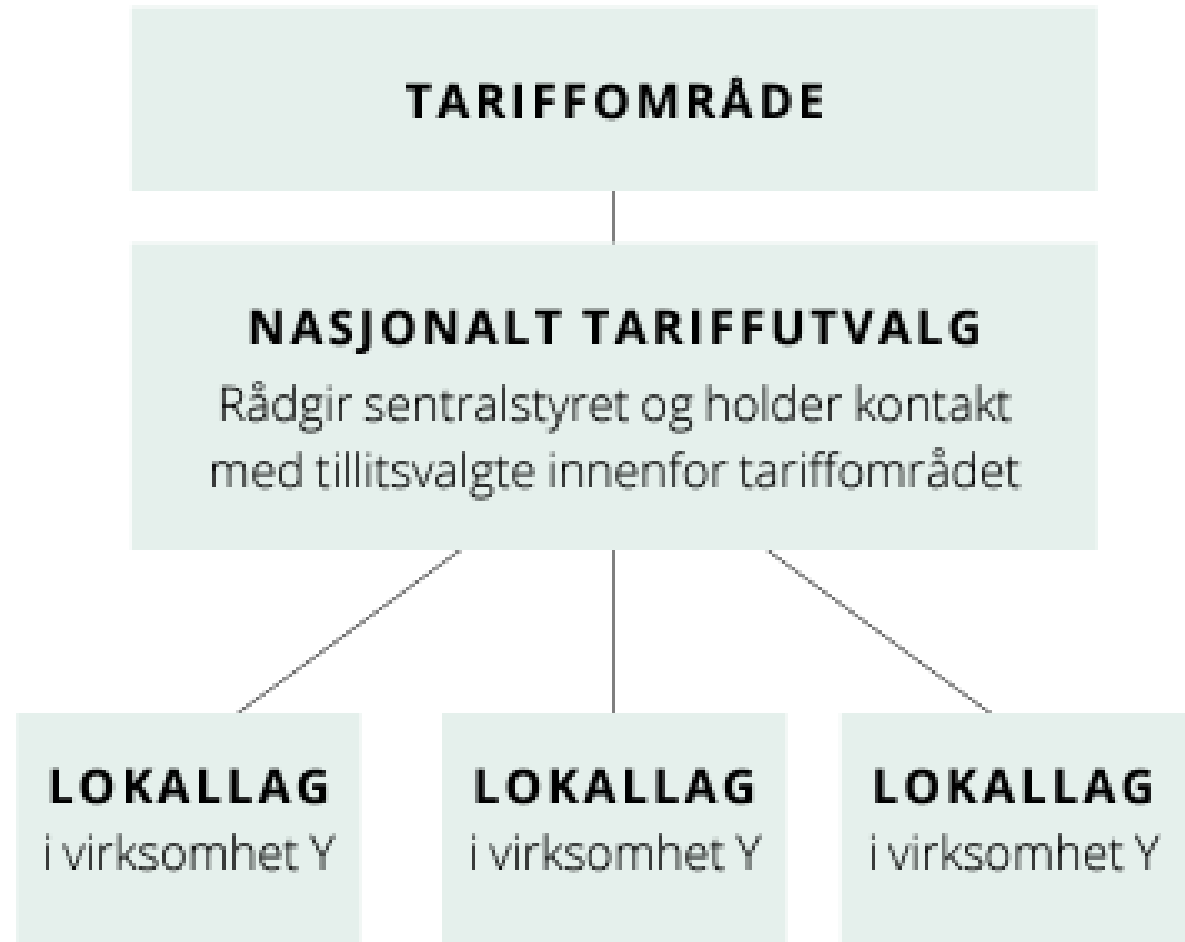 TARIFFOMRÅDE
NASJONALT TARIFFUTVALG
Rådgir sentralstyret og holder kontakt
med tillitsvalgte innenfor tariffområdet
LOKALLAG
i virksomhet Y
LOKALLAG
i virksomhet Y
LOKALLAG
i virksomhet Y